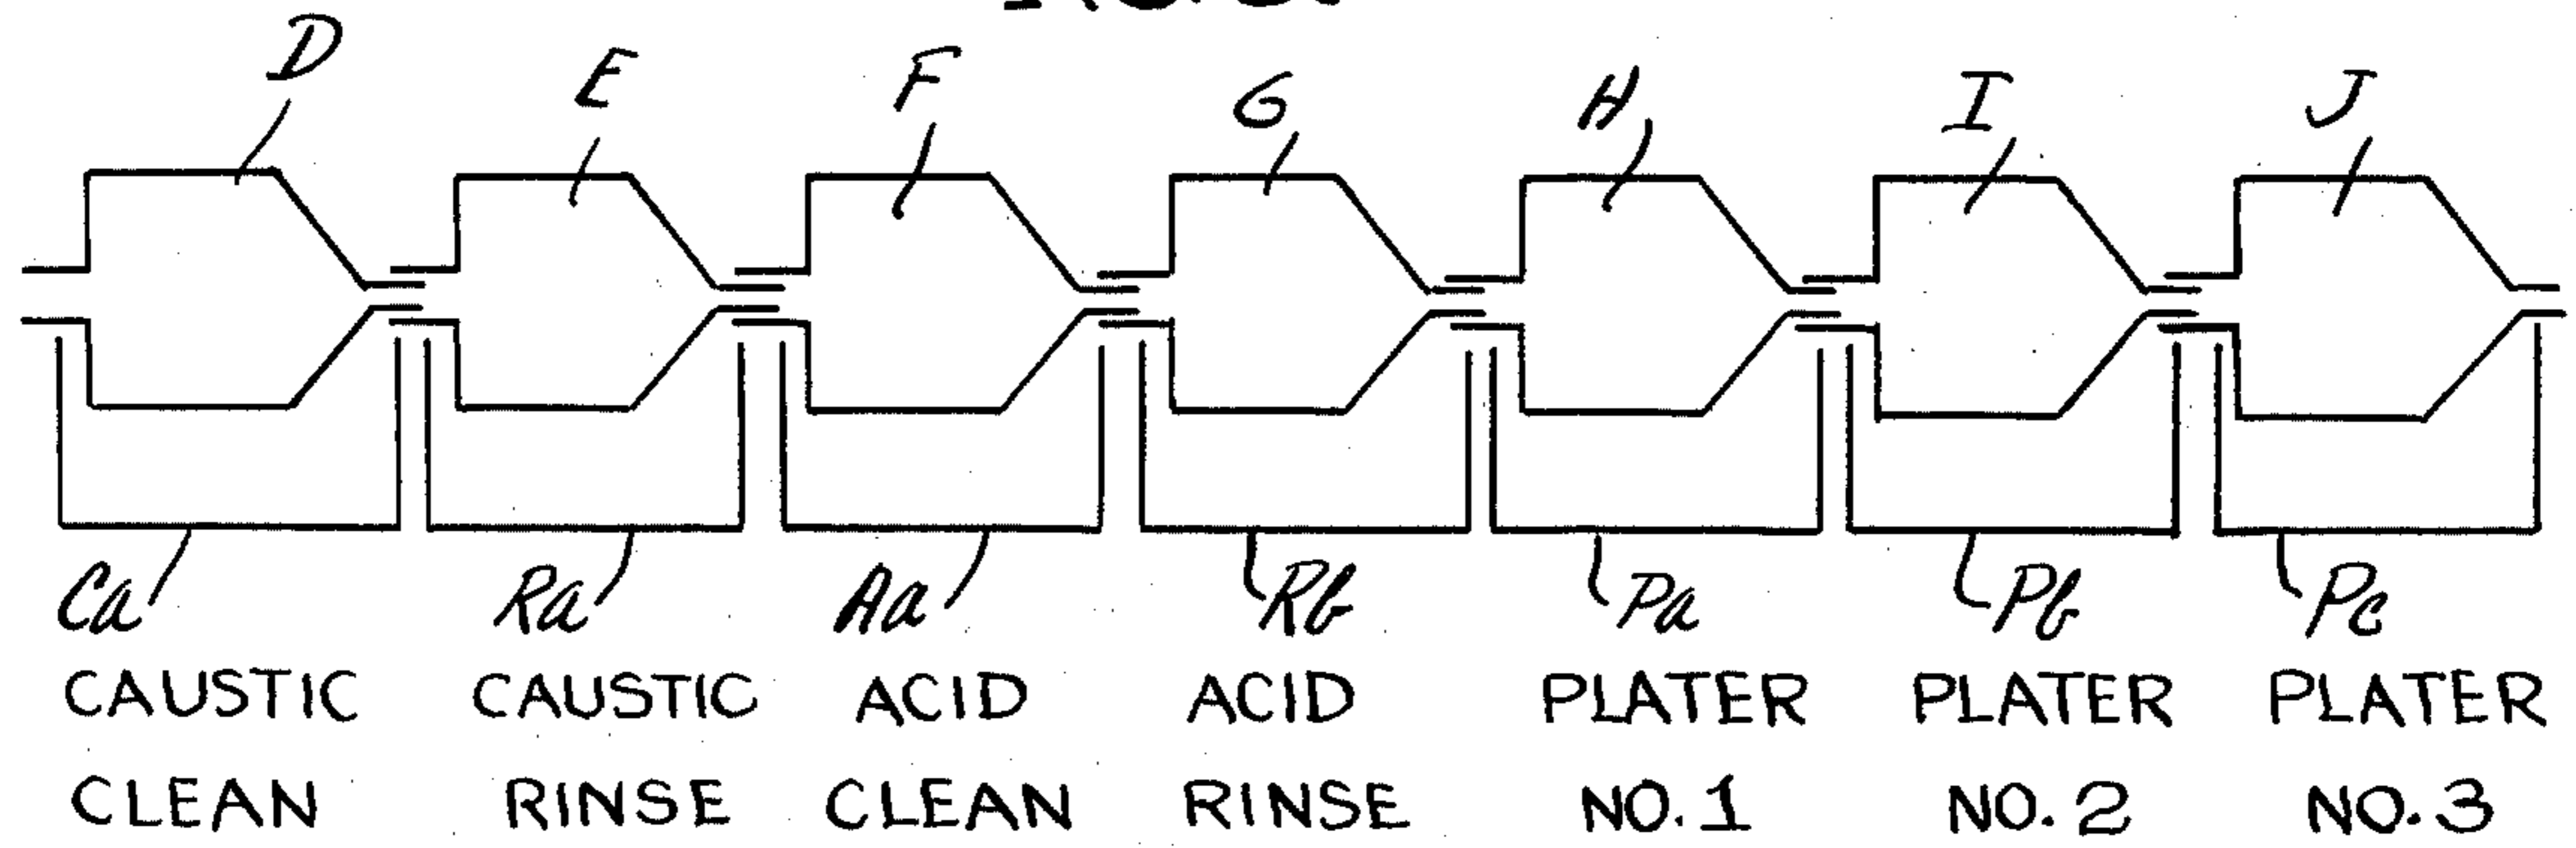 D E F G H I J
Ca Ra Aa Rb Pa Pb Pc
CAUSTIC CAUSTIC ACID ACID PLATER PLATER PLATER
CLEAN RINSE CLEAN RINSE NO. 1 NO. 2 NO. 3